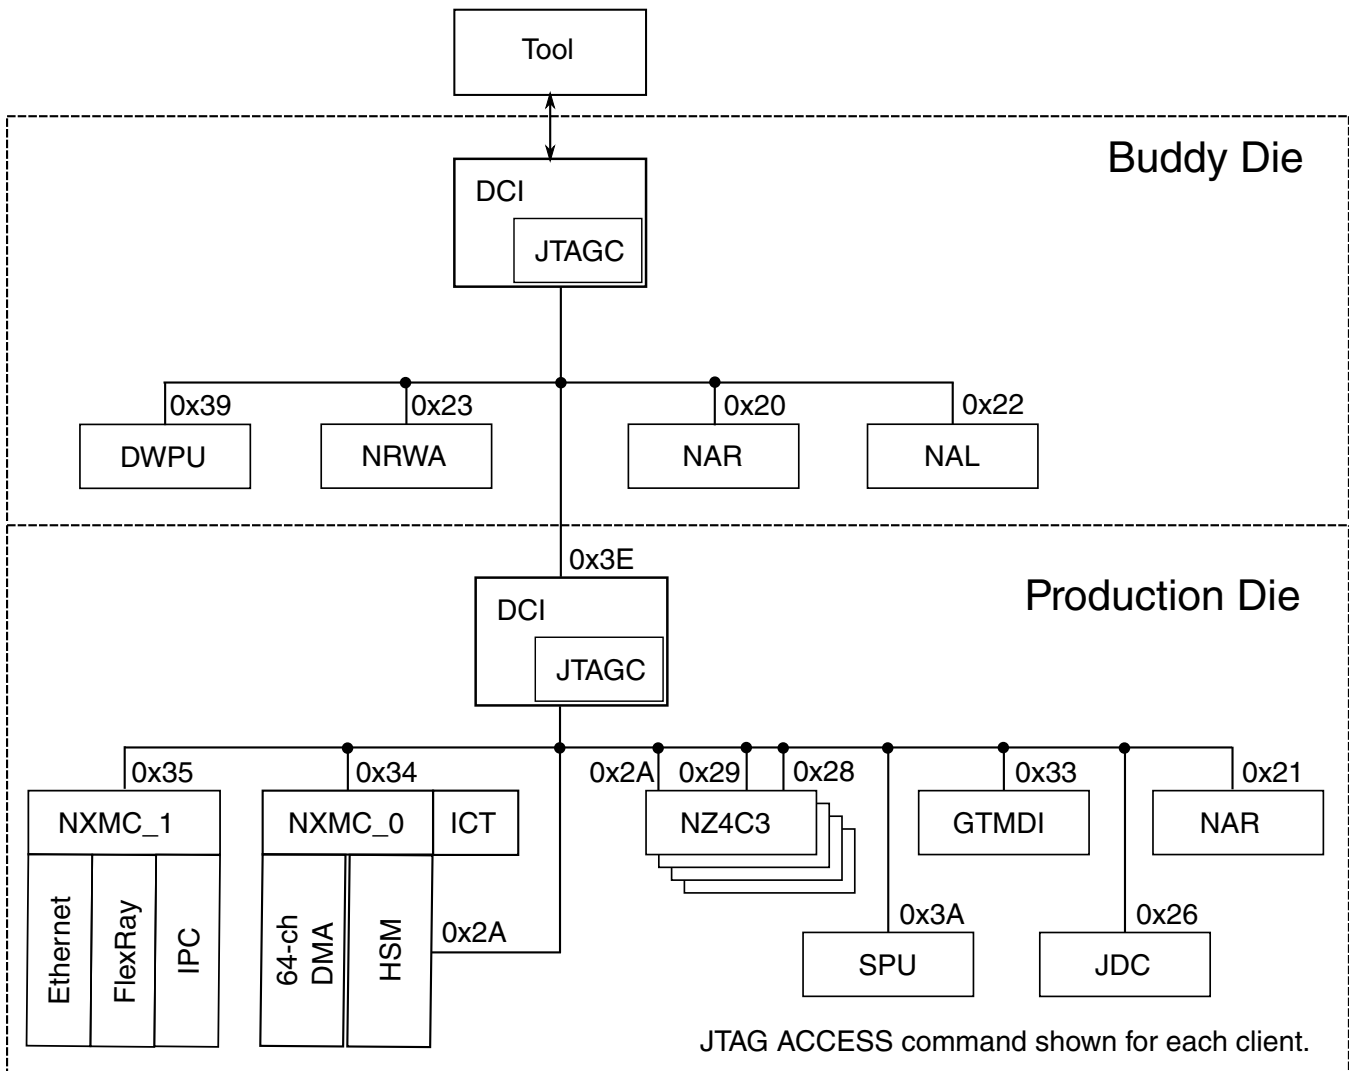 Tool
Buddy Die
DCI
JTAGC
0x39
0x23
0x20
0x22
DWPU
NRWA
NAR
NAL
0x3E
Production Die
DCI
JTAGC
0x35
0x34
0x2A
0x29
0x28
0x33
0x21
NXMC_1
NXMC_0
ICT
NZ4C3
GTMDI
NAR
Ethernet
FlexRay
IPC
64-ch
DMA
HSM
0x2A
0x3A
0x26
SPU
JDC
JTAG ACCESS command shown for each client.